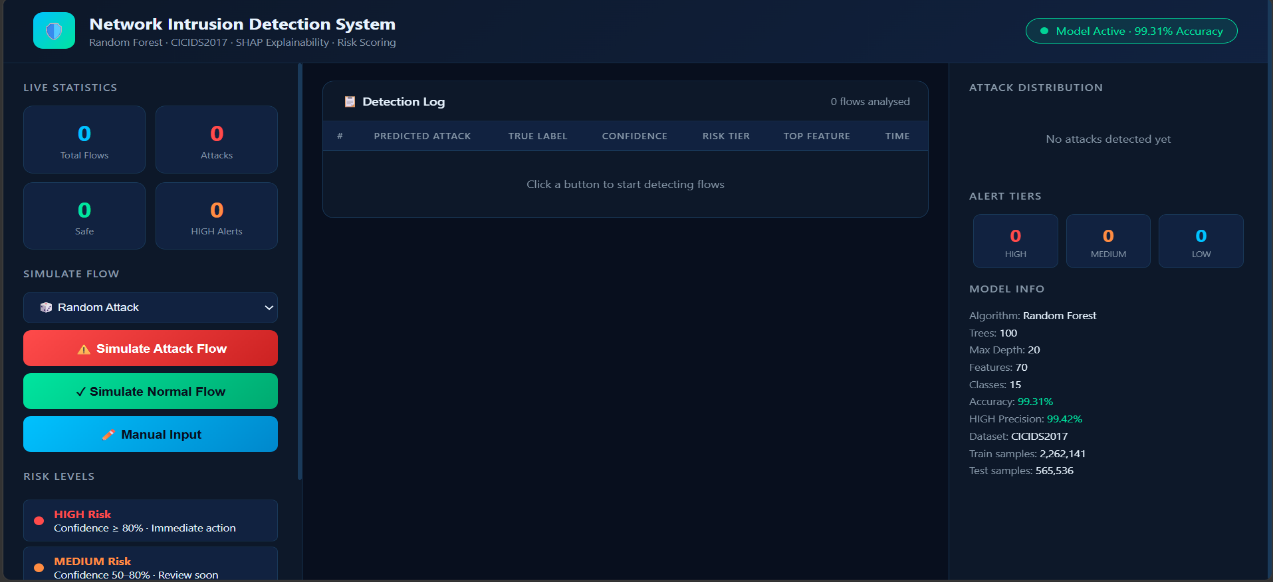 Network Intrusion Detection System
Random Forest · CICIDS2017 · SHAP Explainability · Risk Scoring
Model Active · 99.31% Accuracy
LIVE STATISTICS
0
Total Flows
0
Attacks
0
Safe
0
HIGH Alerts
SIMULATE FLOW
Random Attack
Simulate Attack Flow
✓ Simulate Normal Flow
Manual Input
RISK LEVELS
HIGH Risk
Confidence ≥ 80% · Immediate action
MEDIUM Risk
Confidence 50–80% · Review soon
Detection Log
0 flows analysed
# PREDICTED ATTACK TRUE LABEL CONFIDENCE RISK TIER TOP FEATURE TIME
Click a button to start detecting flows
ATTACK DISTRIBUTION
No attacks detected yet
ALERT TIERS
0
HIGH
0
MEDIUM
0
LOW
MODEL INFO
Algorithm: Random Forest
Trees: 100
Max Depth: 20
Features: 70
Classes: 15
Accuracy: 99.31%
HIGH Precision: 99.42%
Dataset: CICIDS2017
Train samples: 2,262,141
Test samples: 565,536